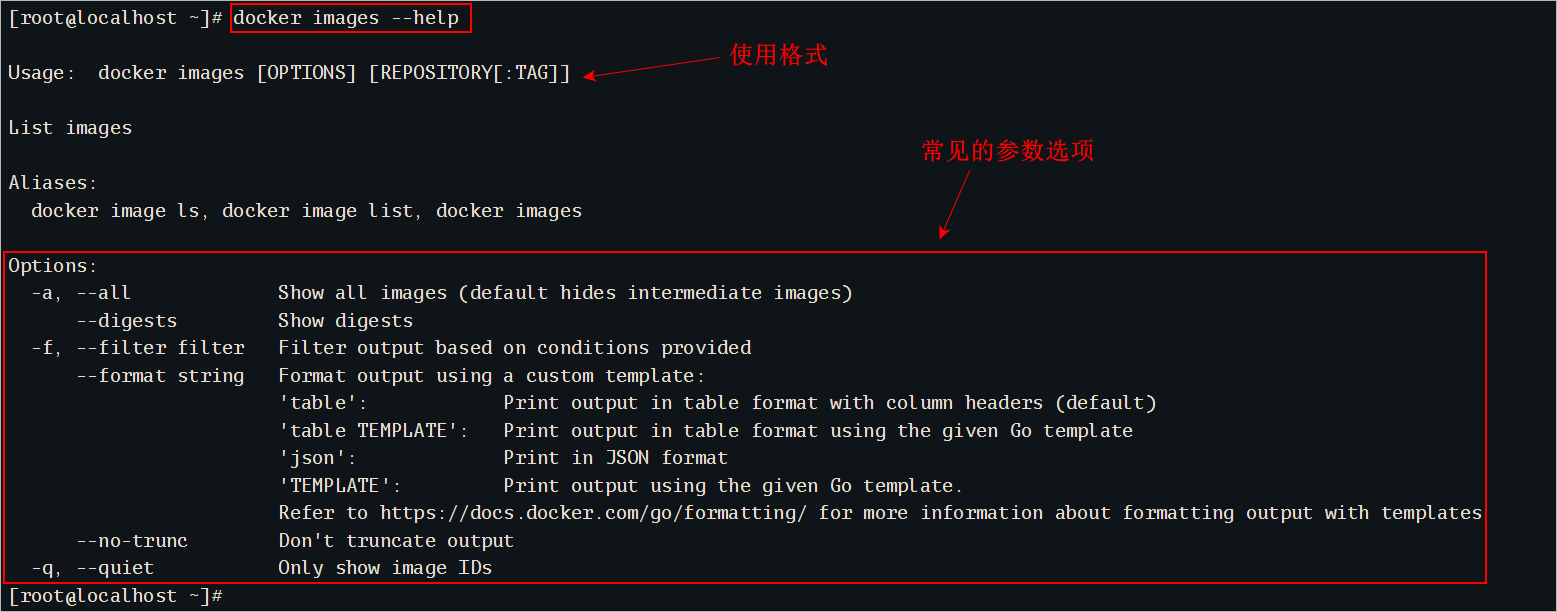 [root@localhost ~]# docker images --help
使用格式
Usage:  docker images [OPTIONS] [REPOSITORY[:TAG]]
List images
常见的参数选项
Aliases:
  docker image ls, docker image list, docker images
Options:
  -a, --all             Show all images (default hides intermediate images)
      --digests         Show digests
  -f, --filter filter   Filter output based on conditions provided
      --format string   Format output using a custom template:
                        'table':            Print output in table format with column headers (default)
                        'table TEMPLATE':   Print output in table format using the given Go template
                        'json':             Print in JSON format
                        'TEMPLATE':         Print output using the given Go template.
                        Refer to https://docs.docker.com/go/formatting/ for more information about formatting output with templates
      --no-trunc        Don't truncate output
  -q, --quiet           Only show image IDs
[root@localhost ~]#